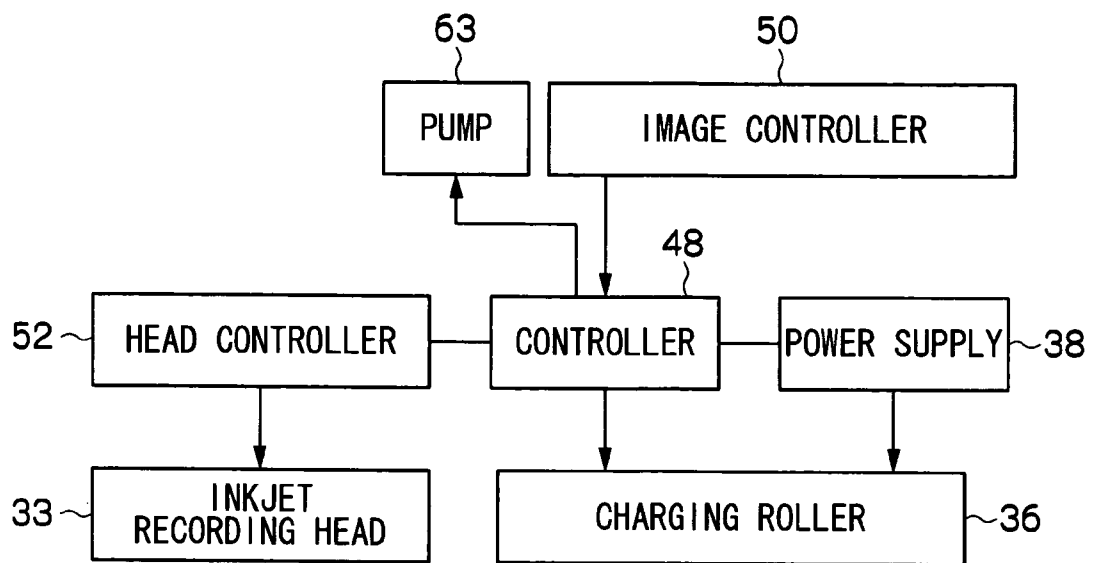 63
50
PUMP
IMAGE CONTROLLER
48
52
HEAD CONTROLLER
CONTROLLER
POWER SUPPLY
38
33
INKJET
RECORDING HEAD
CHARGING ROLLER
36